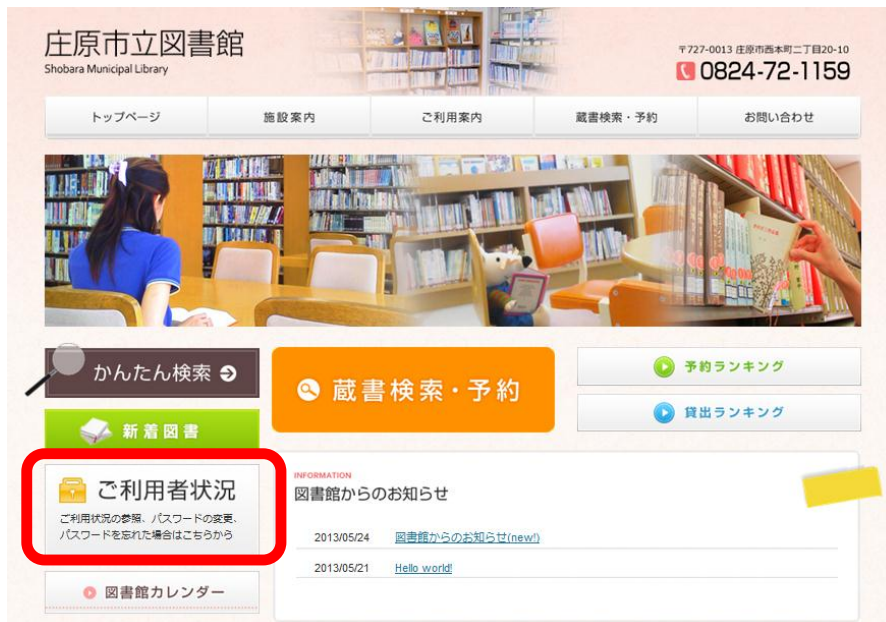 庄原市立図書館
Shobara Municipal Library
〒727-0013 庄原市西本町二丁目20-10
0824-72-1159
トップページ
施設案内
ご利用案内
蔵書検索・予約
お問い合わせ
かんたん検索
蔵書検索・予約
予約ランキング
貸出ランキング
新着図書
ご利用者状況
ご利用状況の参照、パスワードの変更、
パスワードを忘れた場合はこちらから
図書館カレンダー
INFORMATION
図書館からのお知らせ
2013/05/24 図書館からのお知らせ(new!)
2013/05/21 Hello world!